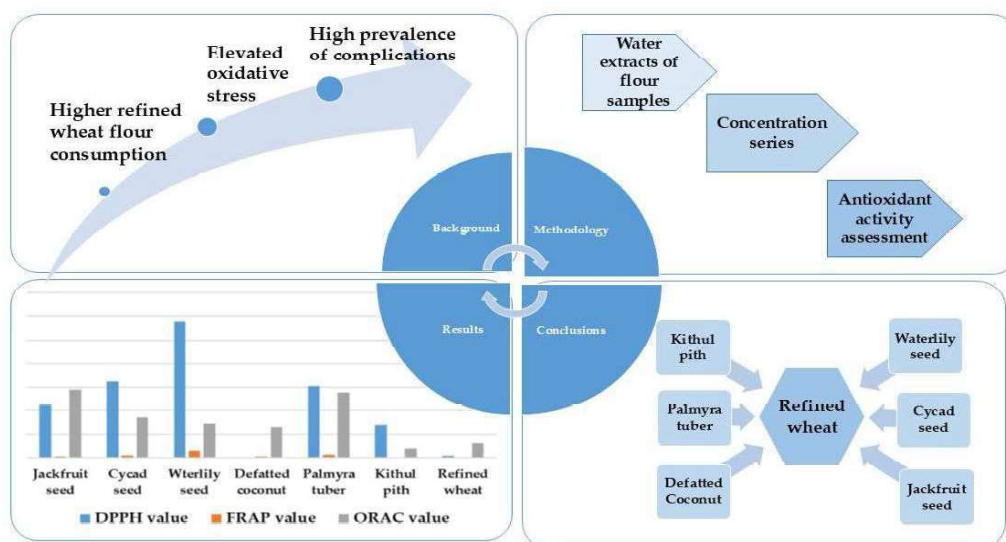 High prevalence
of complications
Elevated
oxidative
stress
Higher refined
wheat flour
consumption
Water
extracts of
flour
samples
Concentration
series
Antioxidant
activity
assessment
Background
Methodology
Results
Conclusions
Jackfruit
seed
Cycad
seed
Wterlily
seed
Defatted
coconut
Palmyra
tuber
Kithul
pith
Refined
wheat
DPPH value
FRAP value
ORAC value
Kithul
pith
Palmyra
tuber
Defatted
Coconut
Refined
wheat
Waterlily
seed
Cycad
seed
Jackfruit
seed